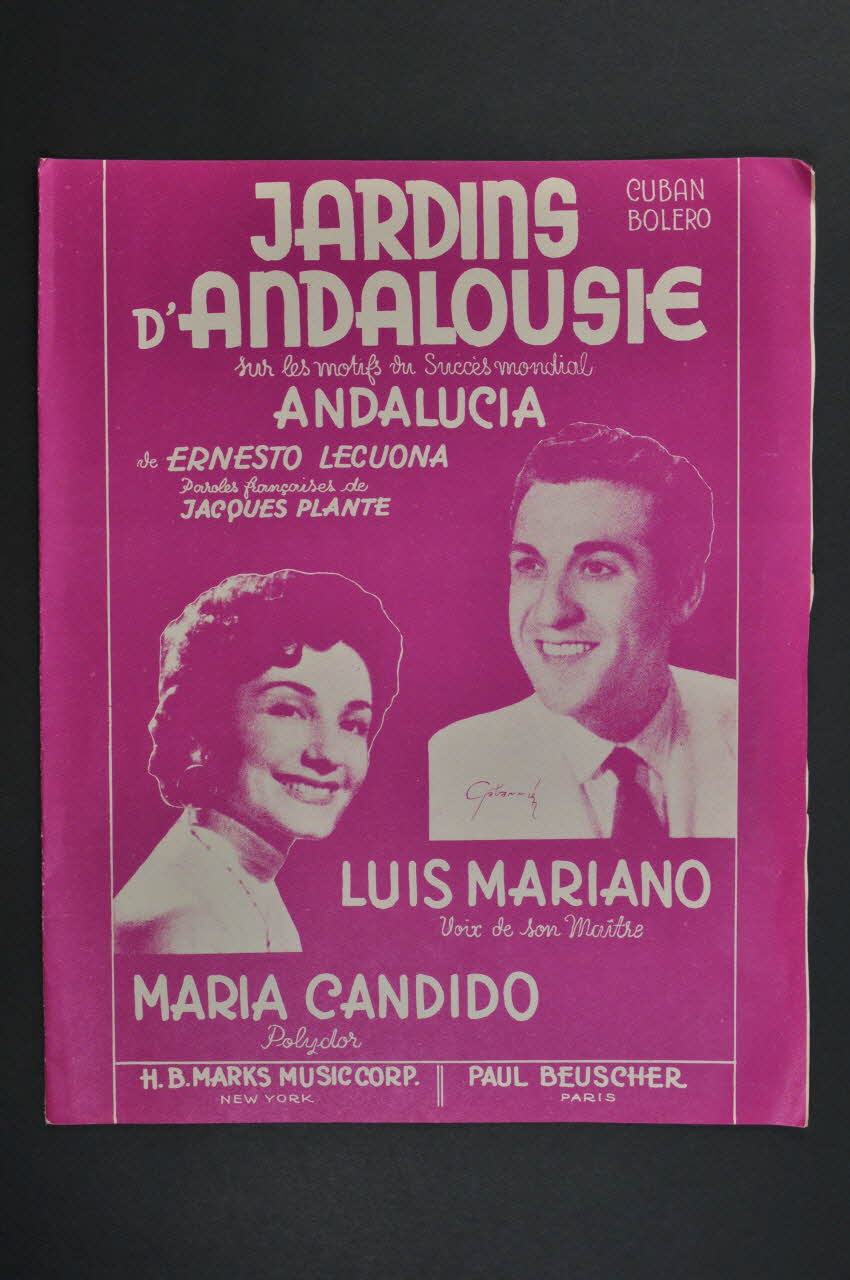 JARDINS
CUBAN
BOLERO
D'ANDALOUSIE
sur les motifs du Succès mondial
ANDALUCIA
de ERNESTO LECUONA
Paroles françaises de
JACQUES PLANTE
LUIS MARIANO
Voix de son Maître
MARIA CANDIDO
Polydor
H.B. MARKS MUSIC CORP.
NEW YORK
PAUL BEUSCHER
PARIS